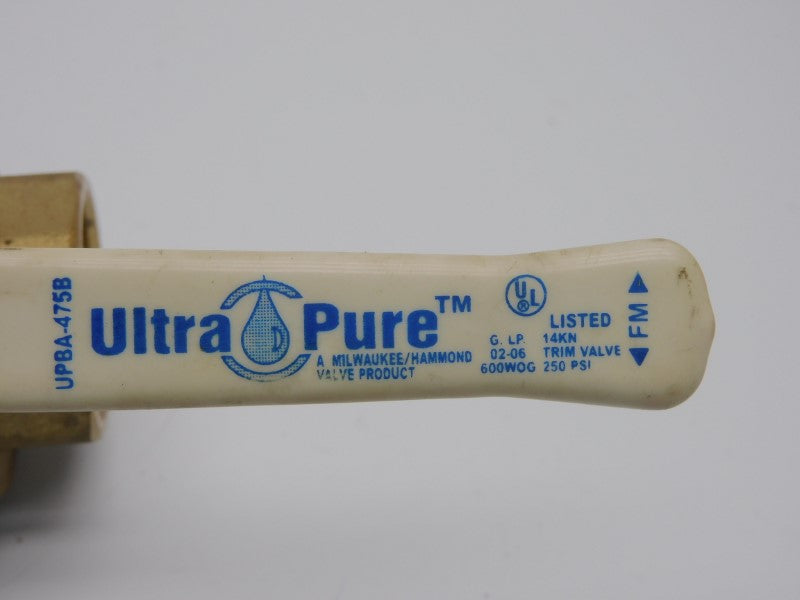 UPBA-475B
Ultra Pure™
A MILWAUKEE/HAMMOND
VALVE PRODUCT
UL® LISTED
G. LP. 14KN
02-06 TRIM VALVE
600WOG 250 PSI
◄ FM ►